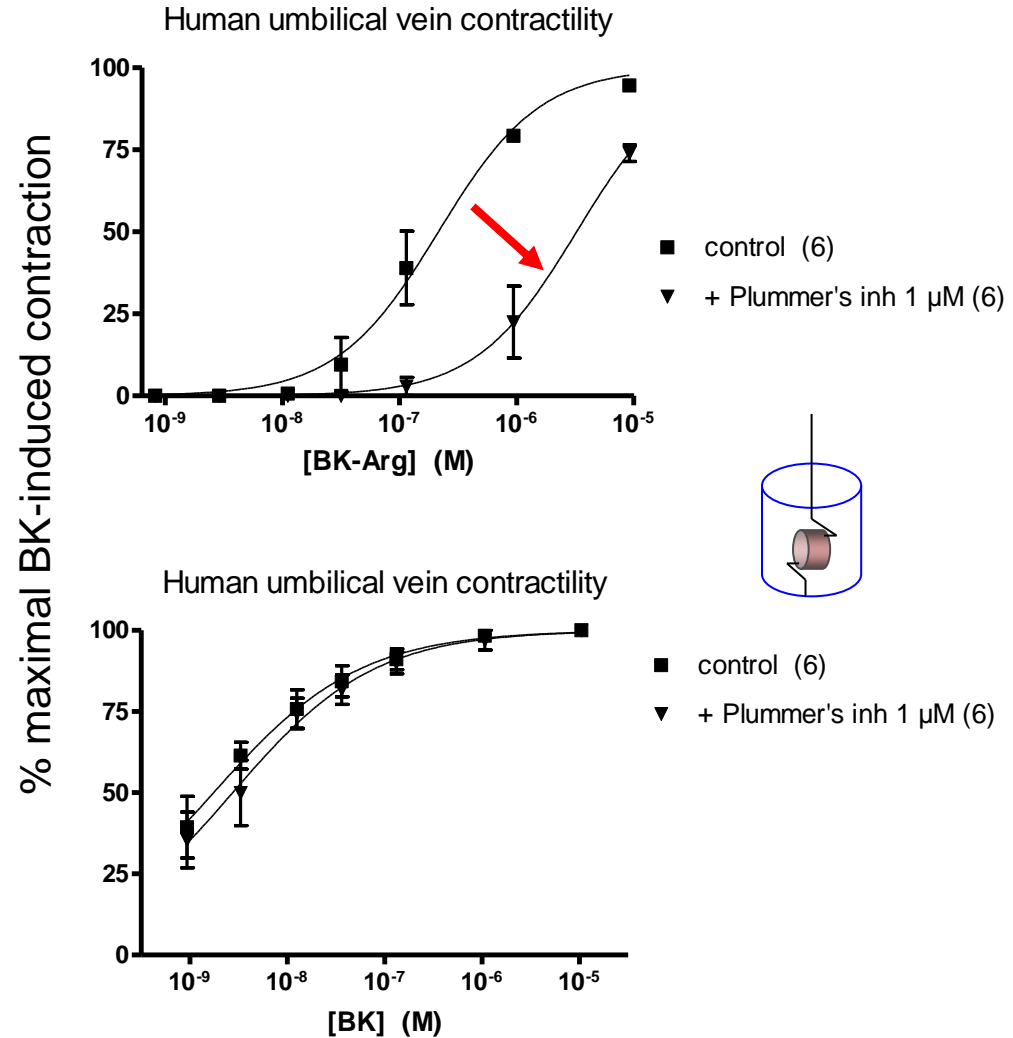 Human umbilical vein contractility
% maximal BK-induced contraction
100
75
50
25
0
10-9
10-8
10-7
10-6
10-5
[BK-Arg] (M)
control (6)
+ Plummer's inh 1 µM (6)
Human umbilical vein contractility
100
75
50
25
0
10-9
10-8
10-7
10-6
10-5
[BK] (M)
control (6)
+ Plummer's inh 1 µM (6)